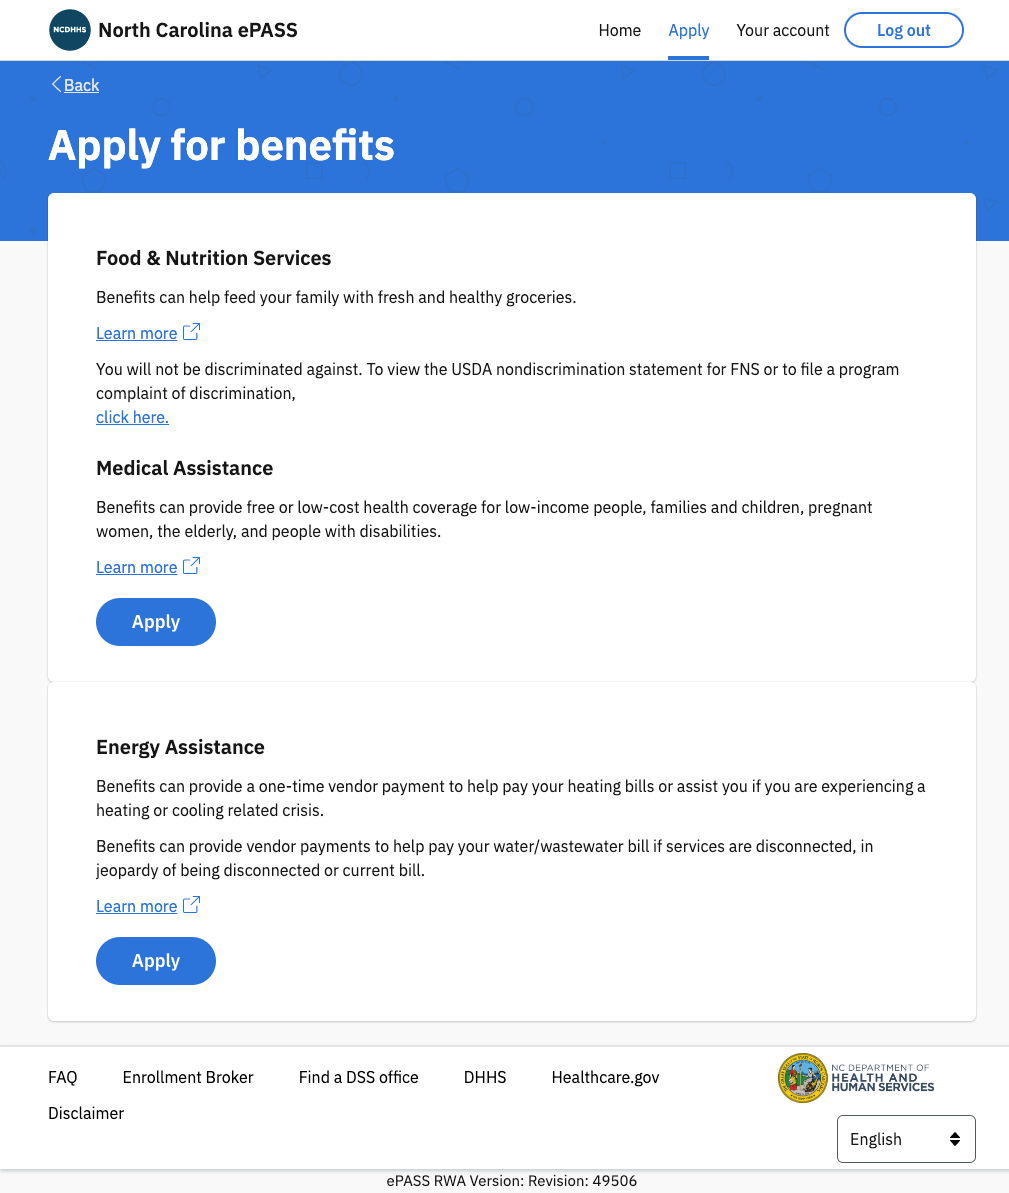 NCDHHS North Carolina ePASS Home Apply Your account Log out
Back
Apply for benefits
Food & Nutrition Services
Benefits can help feed your family with fresh and healthy groceries.
Learn more
You will not be discriminated against. To view the USDA nondiscrimination statement for FNS or to file a program
complaint of discrimination,
click here.
Medical Assistance
Benefits can provide free or low-cost health coverage for low-income people, families and children, pregnant
women, the elderly, and people with disabilities.
Learn more
Apply
Energy Assistance
Benefits can provide a one-time vendor payment to help pay your heating bills or assist you if you are experiencing a
heating or cooling related crisis.
Benefits can provide vendor payments to help pay your water/wastewater bill if services are disconnected, in
jeopardy of being disconnected or current bill.
Learn more
Apply
FAQ Enrollment Broker Find a DSS office DHHS Healthcare.gov
Disclaimer
NC DEPARTMENT OF
HEALTH AND
HUMAN SERVICES
English
ePASS RWA Version: Revision: 49506